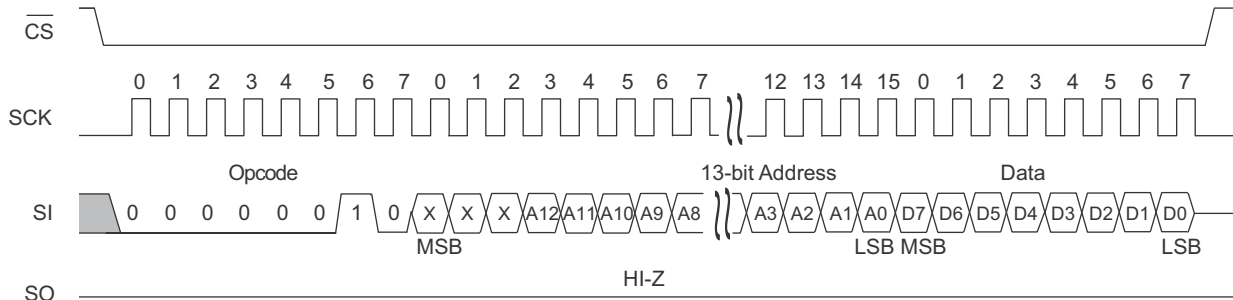 CS
0 1 2 3 4 5 6 7 0 1 2 3 4 5 6 7 12 13 14 15 0 1 2 3 4 5 6 7
SCK
Opcode 13-bit Address Data
SI 0 0 0 0 0 0 1 0 X X X A12 A11 A10 A9 A8 A3 A2 A1 A0 D7 D6 D5 D4 D3 D2 D1 D0
MSB LSB MSB LSB
HI-Z
SO